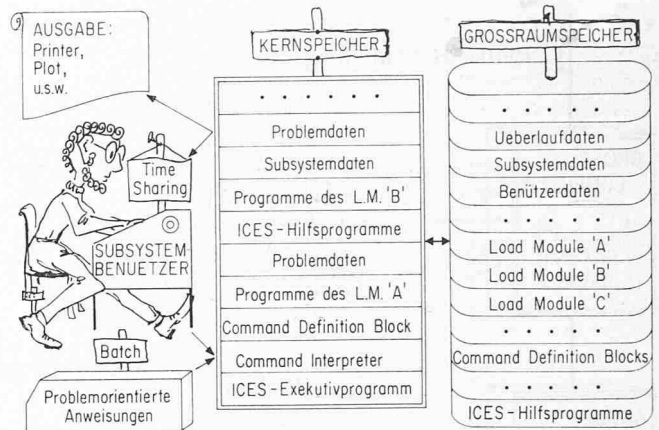 AUSGABE:
Printer,
Plot,
u.s.w.
Time
Sharing
SUBSYSTEM
BENUETZER
Batch
Problemorientierte
Anweisungen
KERNSPEICHER
. . . . . .
Problemdaten
Subsystemdaten
Programme des L.M. 'B'
ICES-Hilfsprogramme
Problemdaten
Programme des L.M. 'A'
Command Definition Block
Command Interpreter
ICES-Exekutivprogramm
GROSSRAUMSPEICHER
. . . . .
Ueberlaufdaten
Subsystemdaten
Benützerdaten
. . . . .
Load Module 'A'
Load Module 'B'
Load Module 'C'
. . . . .
Command Definition Blocks
. . . . .
ICES-Hilfsprogramme